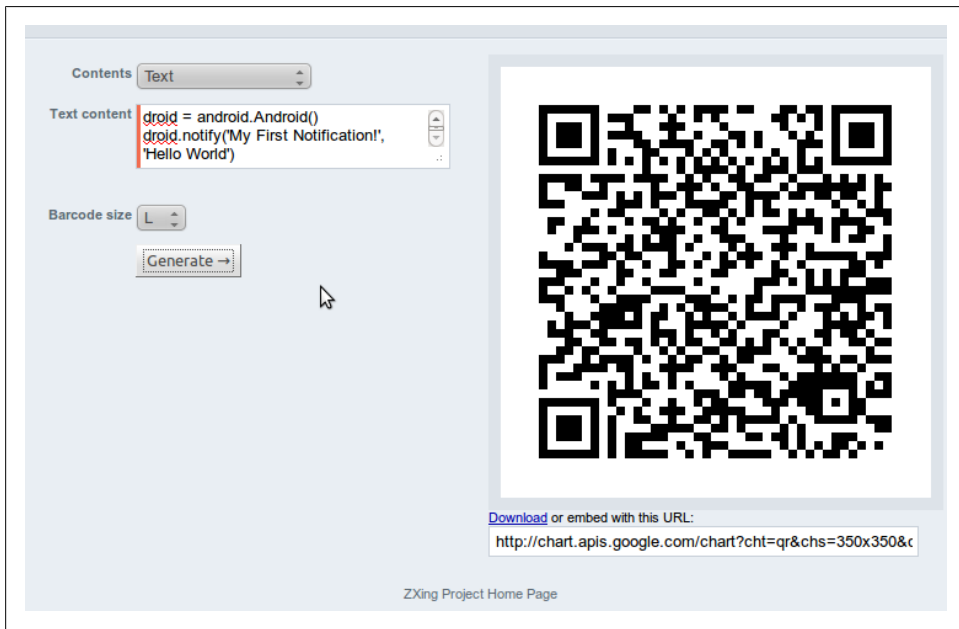 Contents Text
Text content droid = android.Android()
droid.notify('My First Notification!',
'Hello World')
Barcode size L
Generate →
Download or embed with this URL:
http://chart.apis.google.com/chart?cht=qr&chs=350x350&c
ZXing Project Home Page